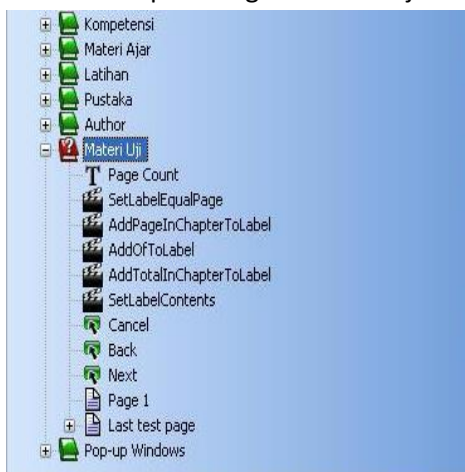 Kompetensi
Materi Ajar
Latihan
Pustaka
Author
Materi Uji
Page Count
SetLabelEqualPage
AddPageInChapterToLabel
AddOfToLabel
AddTotalInChapterToLabel
SetLabelContents
Cancel
Back
Next
Page 1
Last test page
Pop-up Windows